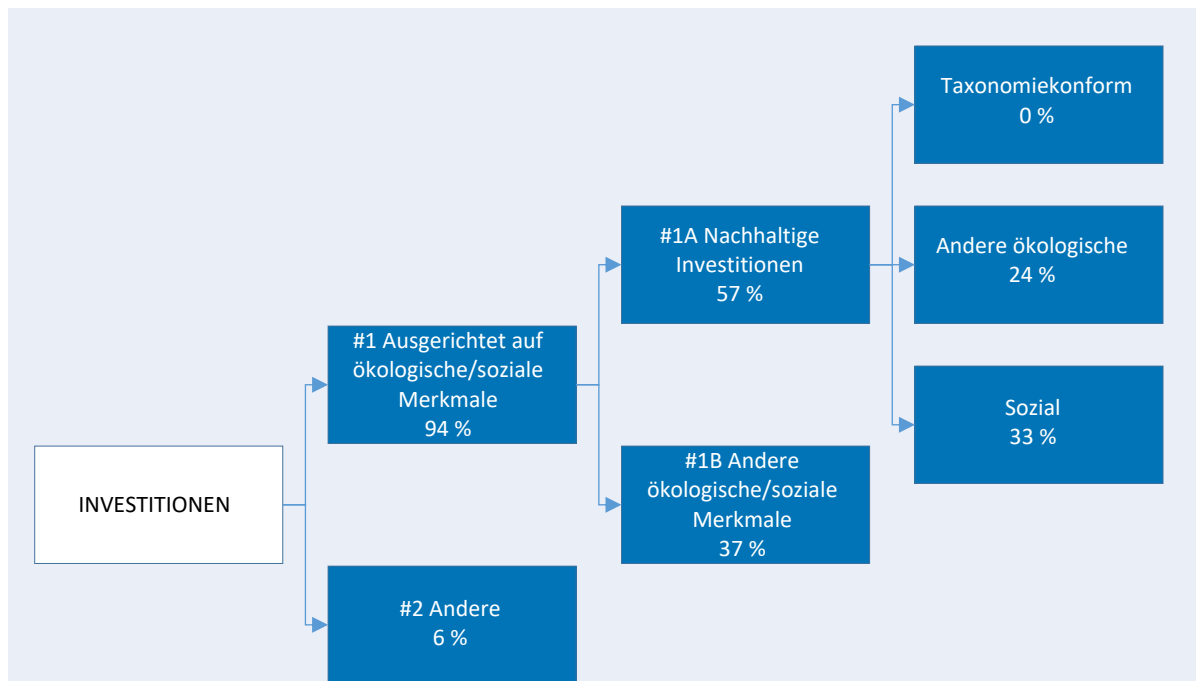 INVESTITIONEN
#1 Ausgerichtet auf
ökologische/soziale
Merkmale
94 %
#2 Andere
6 %
#1A Nachhaltige
Investitionen
57 %
#1B Andere
ökologische/soziale
Merkmale
37 %
Taxonomiekonform
0 %
Andere ökologische
24 %
Sozial
33 %